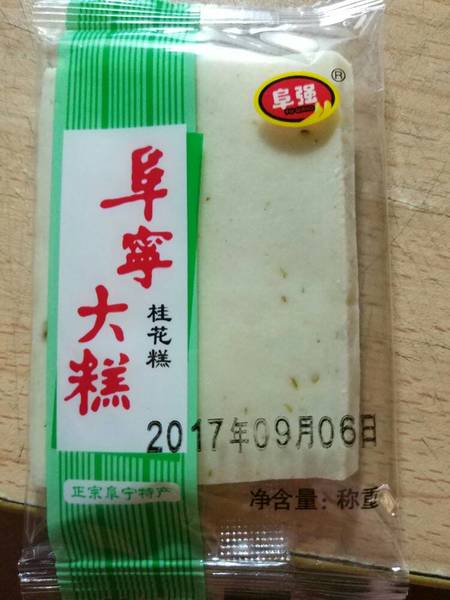 阜强
®
阜寧大糕
桂花糕
2017年09月06日
正宗阜宁特产
净含量：称重